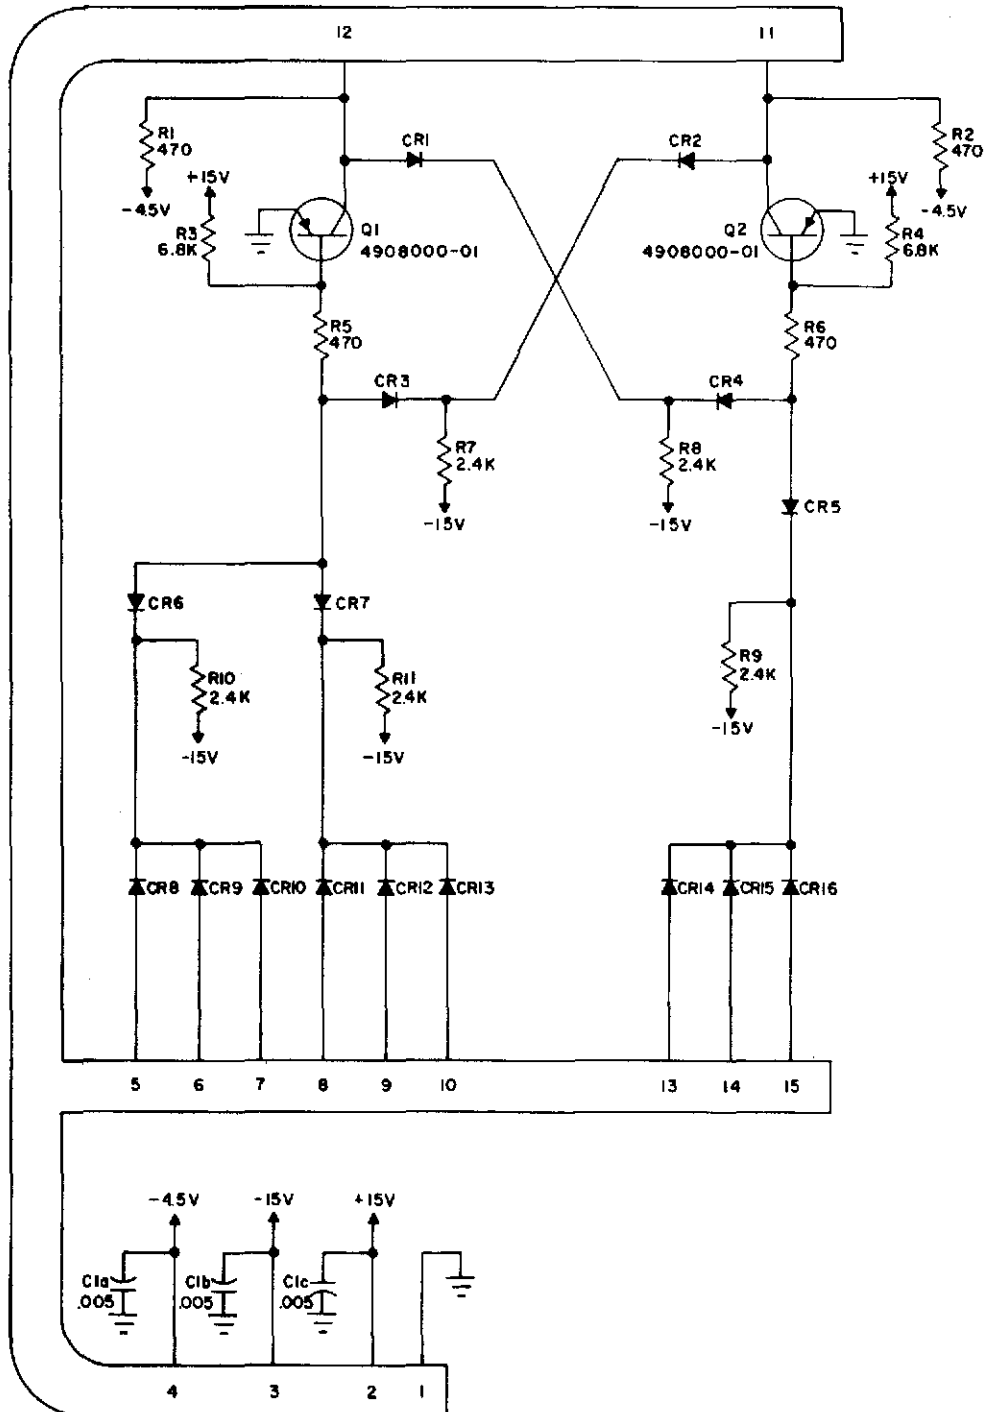 12 11
R1
470
-4.5V
+15V
R3
6.8K
CR1
CR2
R2
470
-4.5V
+15V
R4
6.8K
Q1
4908000-01
Q2
4908000-01
R5
470
R6
470
CR3
CR4
R7
2.4K
-15V
R8
2.4K
-15V
CR5
CR6
CR7
R10
2.4K
-15V
R11
2.4K
-15V
R9
2.4K
-15V
CR8 CR9 CR10 CR11 CR12 CR13 CR14 CR15 CR16
5 6 7 8 9 10 13 14 15
-4.5V -15V +15V
C1a
.005
C1b
.005
C1c
.005
4 3 2 1